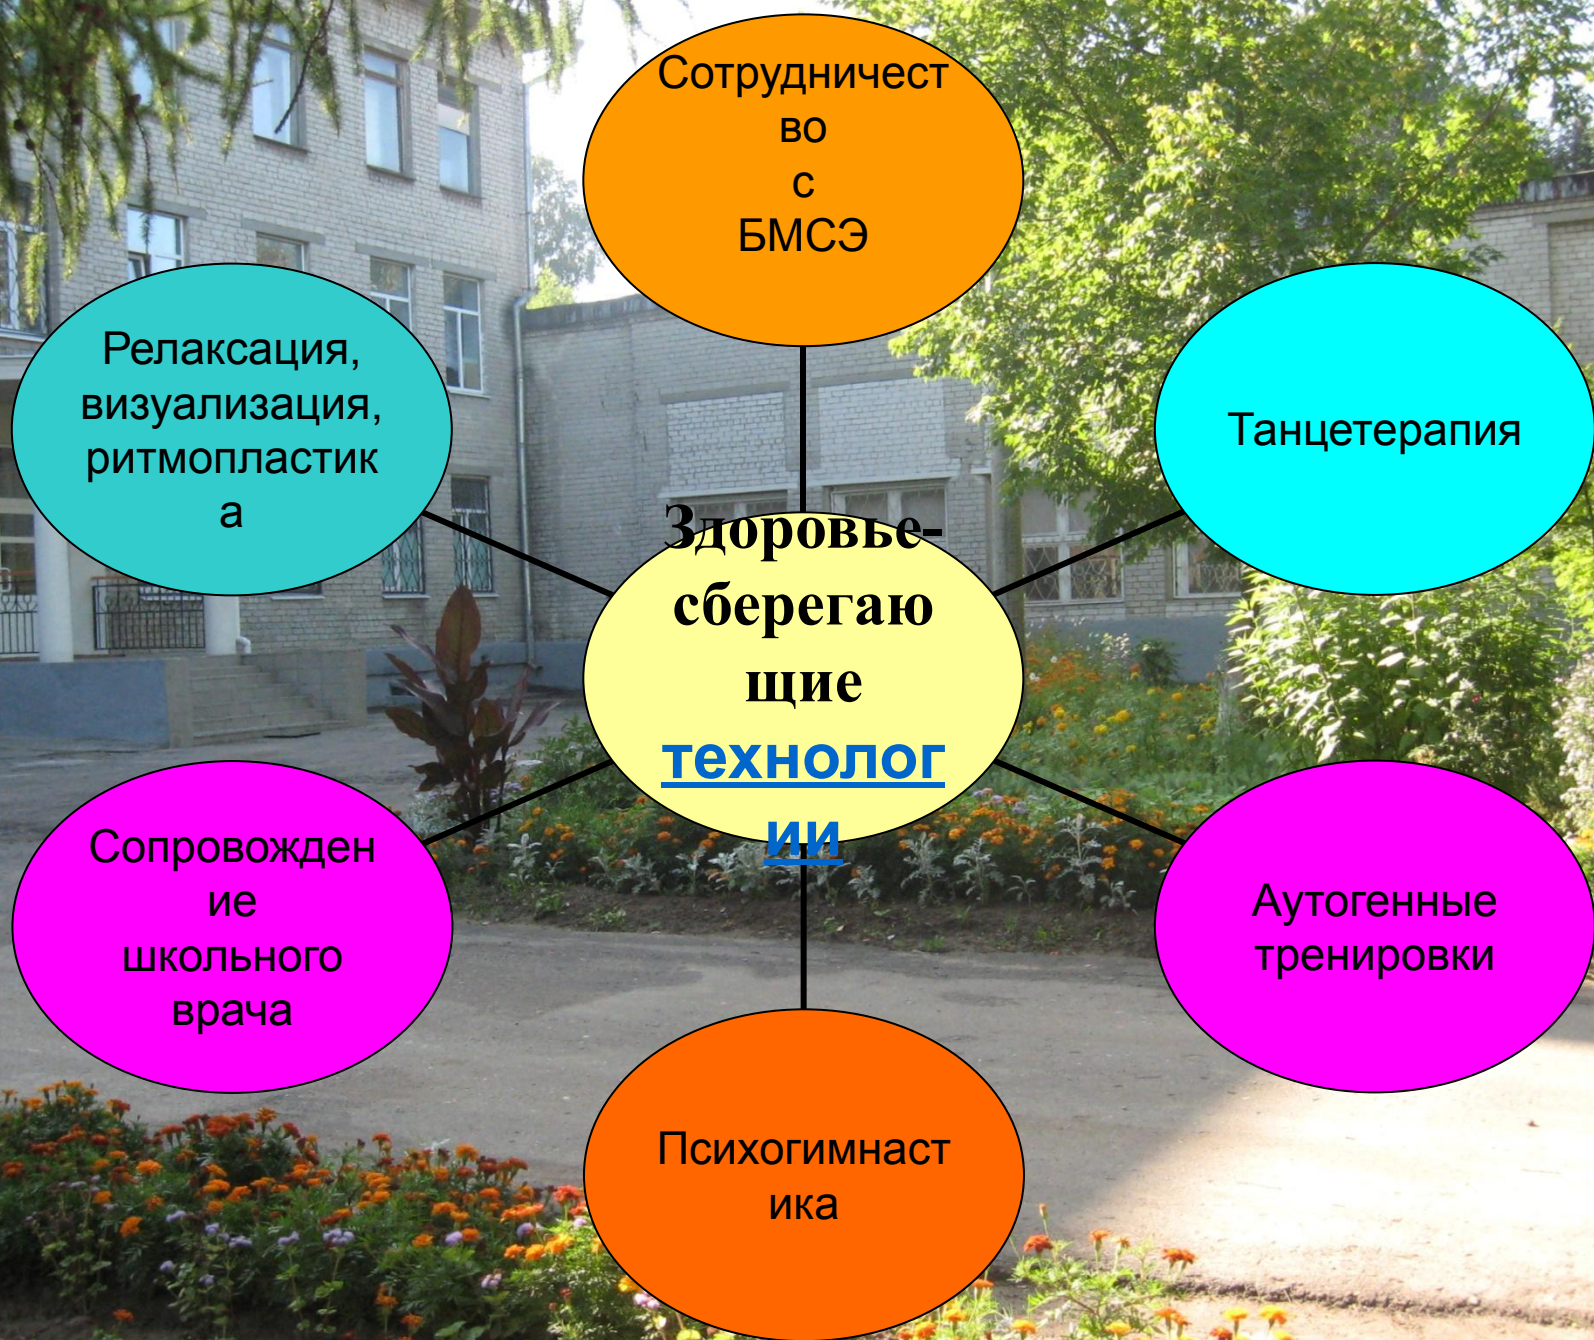 Сотрудничест
во
с
БМСЭ
Релаксация,
визуализация,
ритмопластик
а
Танцетерапия
Здоровье-
сберегаю
щие
технолог
ии
Сопровожден
ие
школьного
врача
Аутогенные
тренировки
Психогимнаст
ика